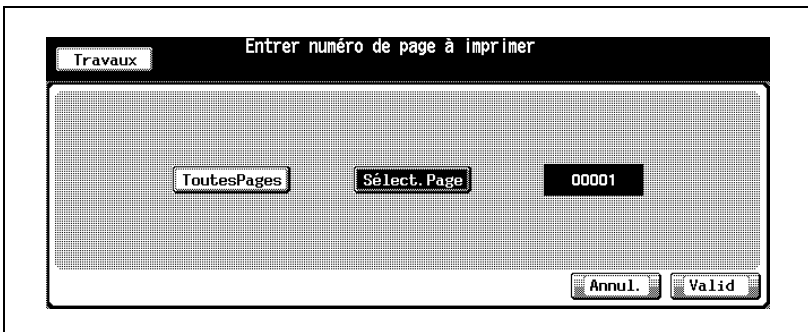 Entrer numéro de page à imprimer
Travaux
ToutesPages Sélect.Page 00001
Annul. Valid